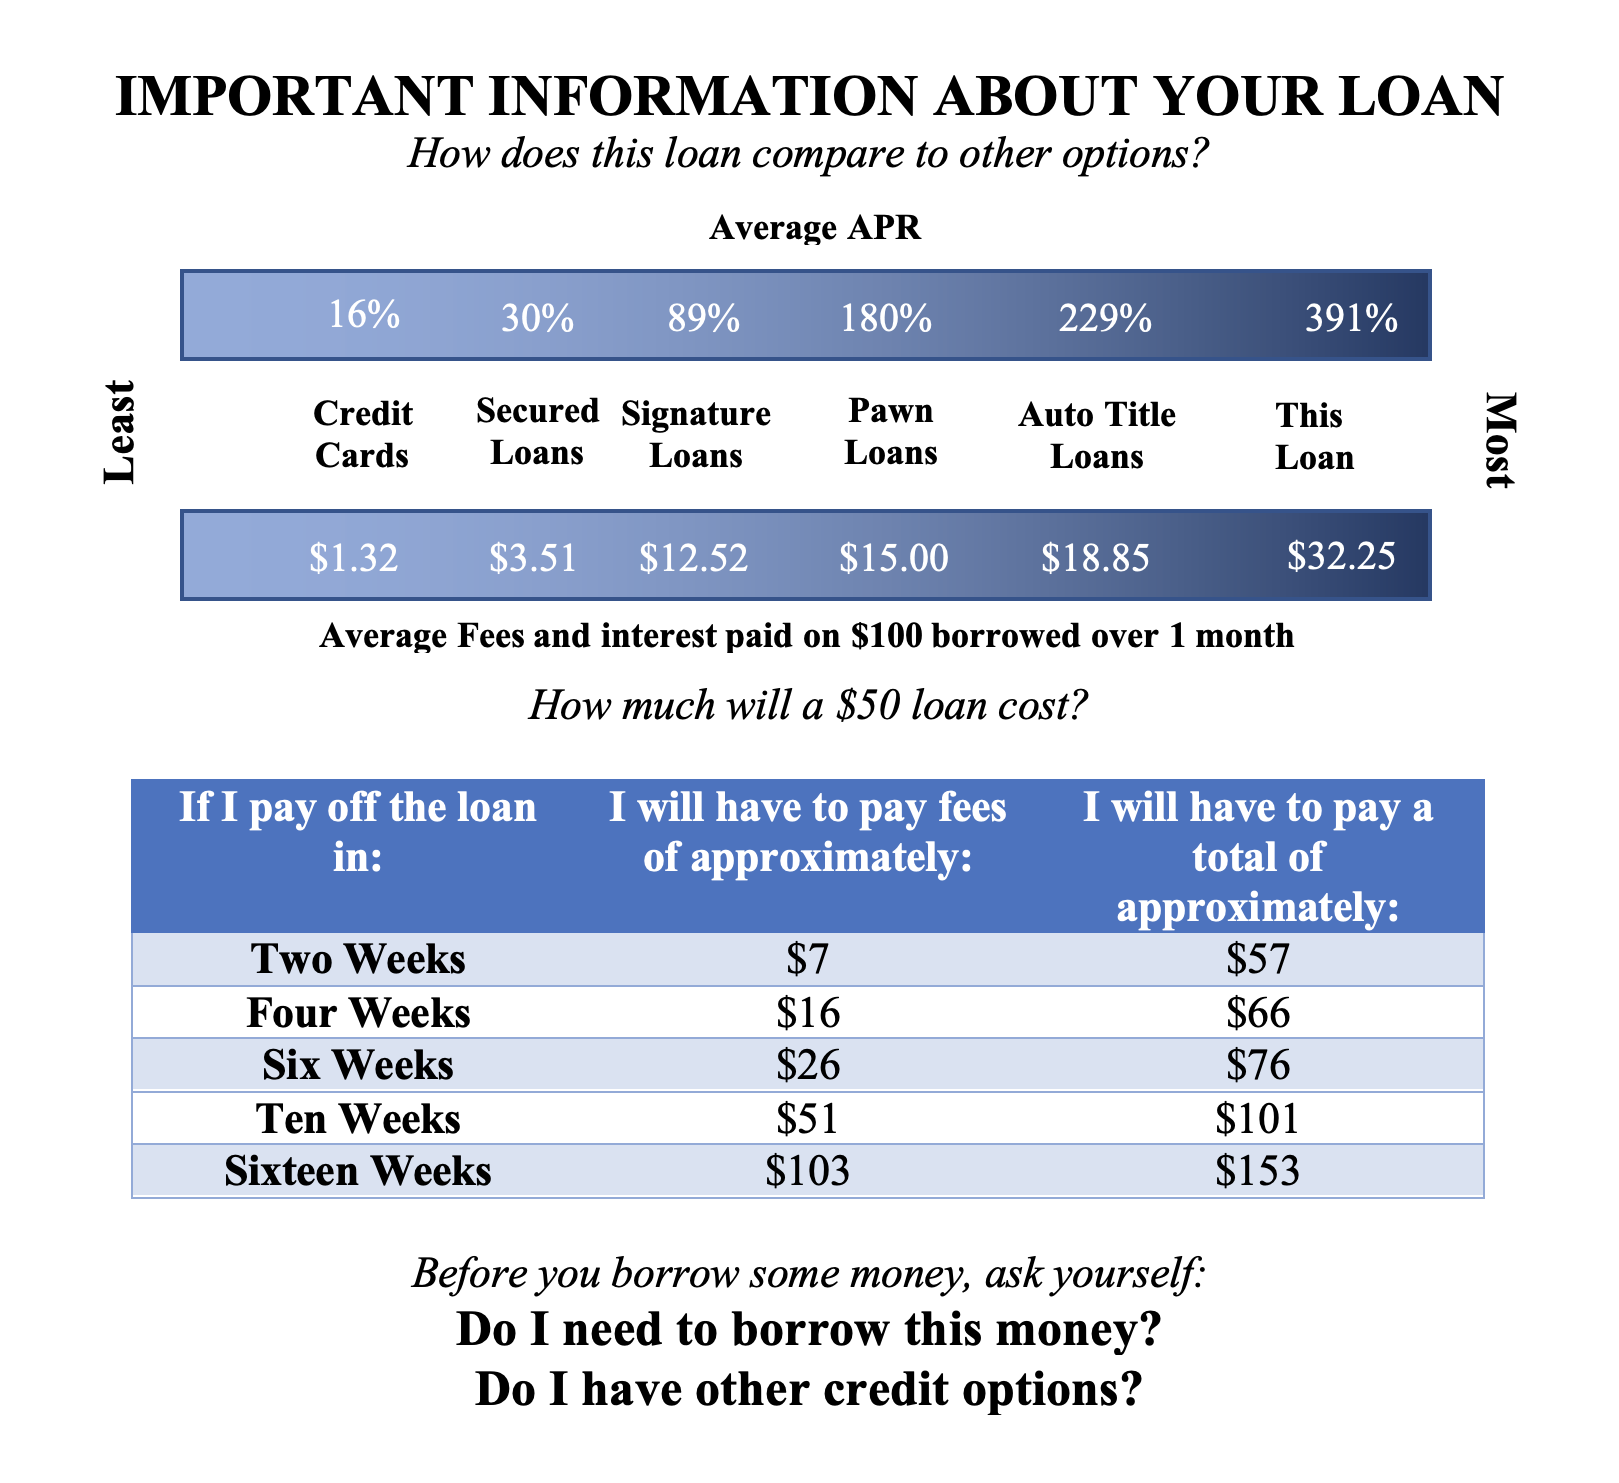 IMPORTANT INFORMATION ABOUT YOUR LOAN
How does this loan compare to other options?
Average APR
16% 30% 89% 180% 229% 391%
Least
Credit Cards
Secured Loans
Signature Loans
Pawn Loans
Auto Title Loans
This Loan
Most
$1.32 $3.51 $12.52 $15.00 $18.85 $32.25
Average Fees and interest paid on $100 borrowed over 1 month
How much will a $50 loan cost?
If I pay off the loan
in:
I will have to pay fees
of approximately:
I will have to pay a
total of
approximately:
Two Weeks $7 $57
Four Weeks $16 $66
Six Weeks $26 $76
Ten Weeks $51 $101
Sixteen Weeks $103 $153
Before you borrow some money, ask yourself:
Do I need to borrow this money?
Do I have other credit options?